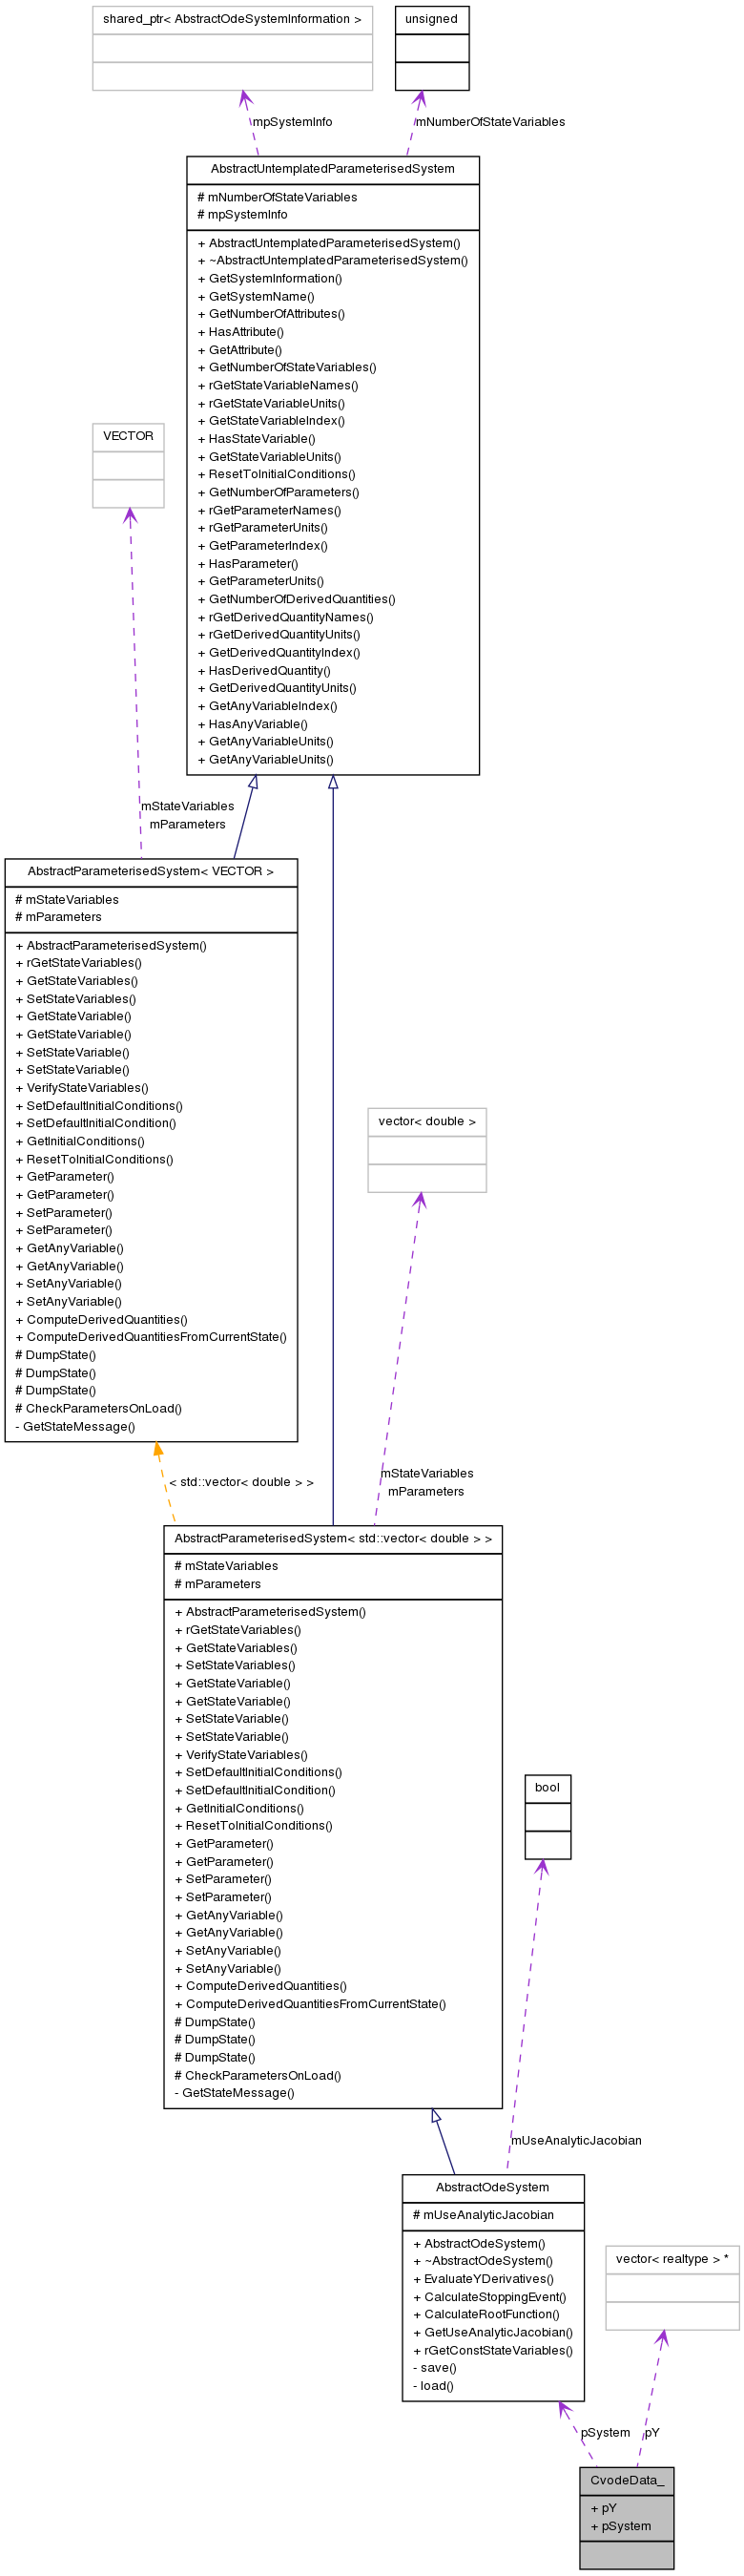 shared_ptr< AbstractOdeSystemInformation >
unsigned
mpSystemInfo
mNumberOfStateVariables
AbstractUntemplatedParameterisedSystem
# mNumberOfStateVariables
# mpSystemInfo
+ AbstractUntemplatedParameterisedSystem()
+ ~AbstractUntemplatedParameterisedSystem()
+ GetSystemInformation()
+ GetSystemName()
+ GetNumberOfAttributes()
+ HasAttribute()
+ GetAttribute()
+ GetNumberOfStateVariables()
+ rGetStateVariableNames()
+ rGetStateVariableUnits()
+ GetStateVariableIndex()
+ HasStateVariable()
+ GetStateVariableUnits()
+ ResetToInitialConditions()
+ GetNumberOfParameters()
+ rGetParameterNames()
+ rGetParameterUnits()
+ GetParameterIndex()
+ HasParameter()
+ GetParameterUnits()
+ GetNumberOfDerivedQuantities()
+ rGetDerivedQuantityNames()
+ rGetDerivedQuantityUnits()
+ GetDerivedQuantityIndex()
+ HasDerivedQuantity()
+ GetDerivedQuantityUnits()
+ GetAnyVariableIndex()
+ HasAnyVariable()
+ GetAnyVariableUnits()
+ GetAnyVariableUnits()
VECTOR
mStateVariables
mParameters
AbstractParameterisedSystem< VECTOR >
# mStateVariables
# mParameters
+ AbstractParameterisedSystem()
+ rGetStateVariables()
+ GetStateVariables()
+ SetStateVariables()
+ GetStateVariable()
+ GetStateVariable()
+ SetStateVariable()
+ SetStateVariable()
+ VerifyStateVariables()
+ SetDefaultInitialConditions()
+ SetDefaultInitialCondition()
+ GetInitialConditions()
+ ResetToInitialConditions()
+ GetParameter()
+ GetParameter()
+ SetParameter()
+ SetParameter()
+ GetAnyVariable()
+ GetAnyVariable()
+ SetAnyVariable()
+ SetAnyVariable()
+ ComputeDerivedQuantities()
+ ComputeDerivedQuantitiesFromCurrentState()
# DumpState()
# DumpState()
# DumpState()
# CheckParametersOnLoad()
- GetStateMessage()
vector< double >
< std::vector< double > >
mStateVariables
mParameters
AbstractParameterisedSystem< std::vector< double > >
# mStateVariables
# mParameters
+ AbstractParameterisedSystem()
+ rGetStateVariables()
+ GetStateVariables()
+ SetStateVariables()
+ GetStateVariable()
+ GetStateVariable()
+ SetStateVariable()
+ SetStateVariable()
+ VerifyStateVariables()
+ SetDefaultInitialConditions()
+ SetDefaultInitialCondition()
+ GetInitialConditions()
+ ResetToInitialConditions()
+ GetParameter()
+ GetParameter()
+ SetParameter()
+ SetParameter()
+ GetAnyVariable()
+ GetAnyVariable()
+ SetAnyVariable()
+ SetAnyVariable()
+ ComputeDerivedQuantities()
+ ComputeDerivedQuantitiesFromCurrentState()
# DumpState()
# DumpState()
# DumpState()
# CheckParametersOnLoad()
- GetStateMessage()
bool
mUseAnalyticJacobian
AbstractOdeSystem
# mUseAnalyticJacobian
+ AbstractOdeSystem()
+ ~AbstractOdeSystem()
+ EvaluateYDerivatives()
+ CalculateStoppingEvent()
+ CalculateRootFunction()
+ GetUseAnalyticJacobian()
+ rGetConstStateVariables()
- save()
- load()
vector< realtype > *
pSystem
pY
CvodeData_
+ pY
+ pSystem